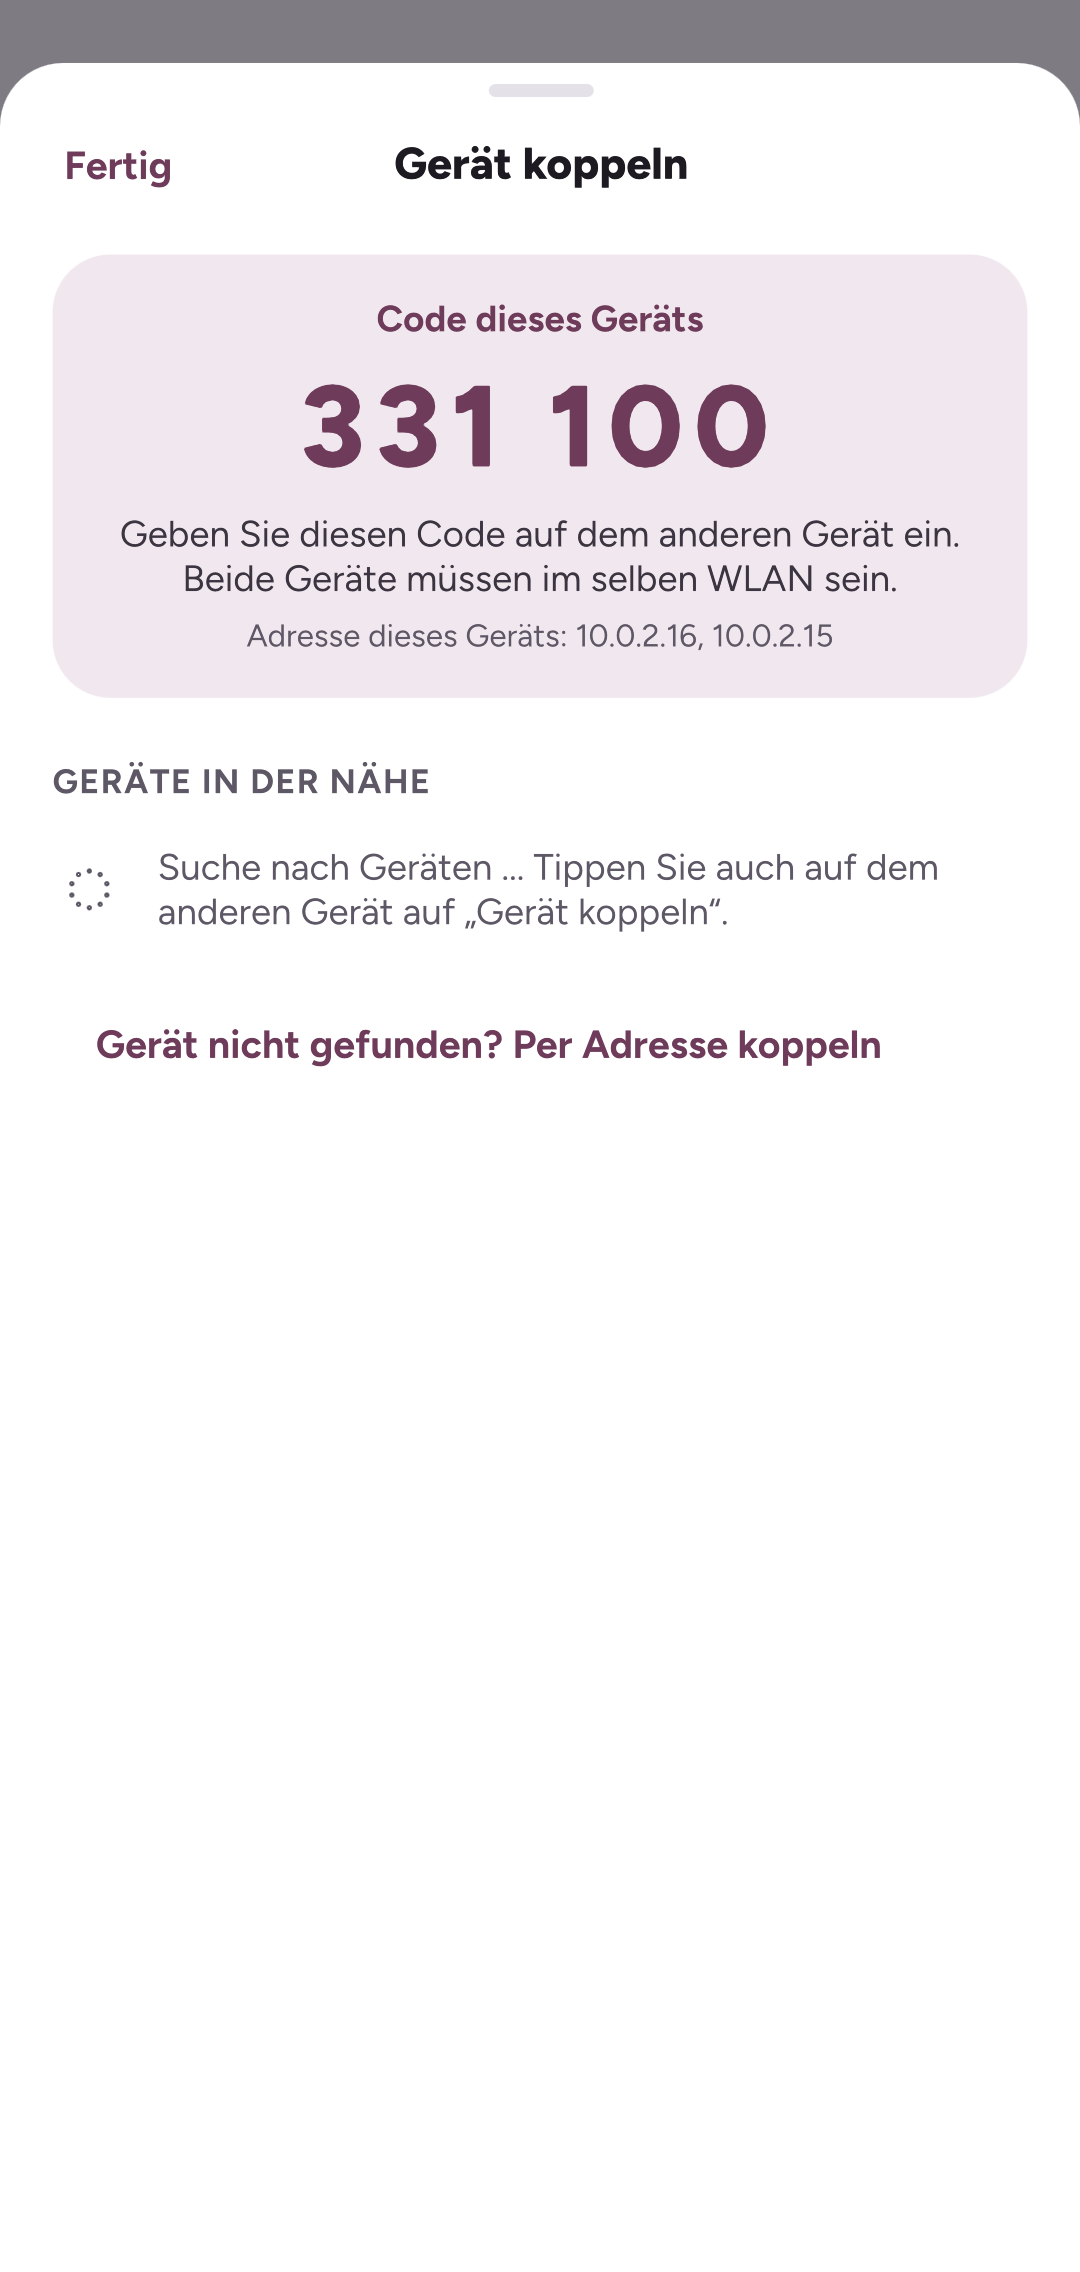 Fertig
Gerät koppeln
Code dieses Geräts
331 100
Geben Sie diesen Code auf dem anderen Gerät ein.
Beide Geräte müssen im selben WLAN sein.
Adresse dieses Geräts: 10.0.2.16, 10.0.2.15
GERÄTE IN DER NÄHE
Suche nach Geräten ... Tippen Sie auch auf dem
anderen Gerät auf „Gerät koppeln“.
Gerät nicht gefunden? Per Adresse koppeln